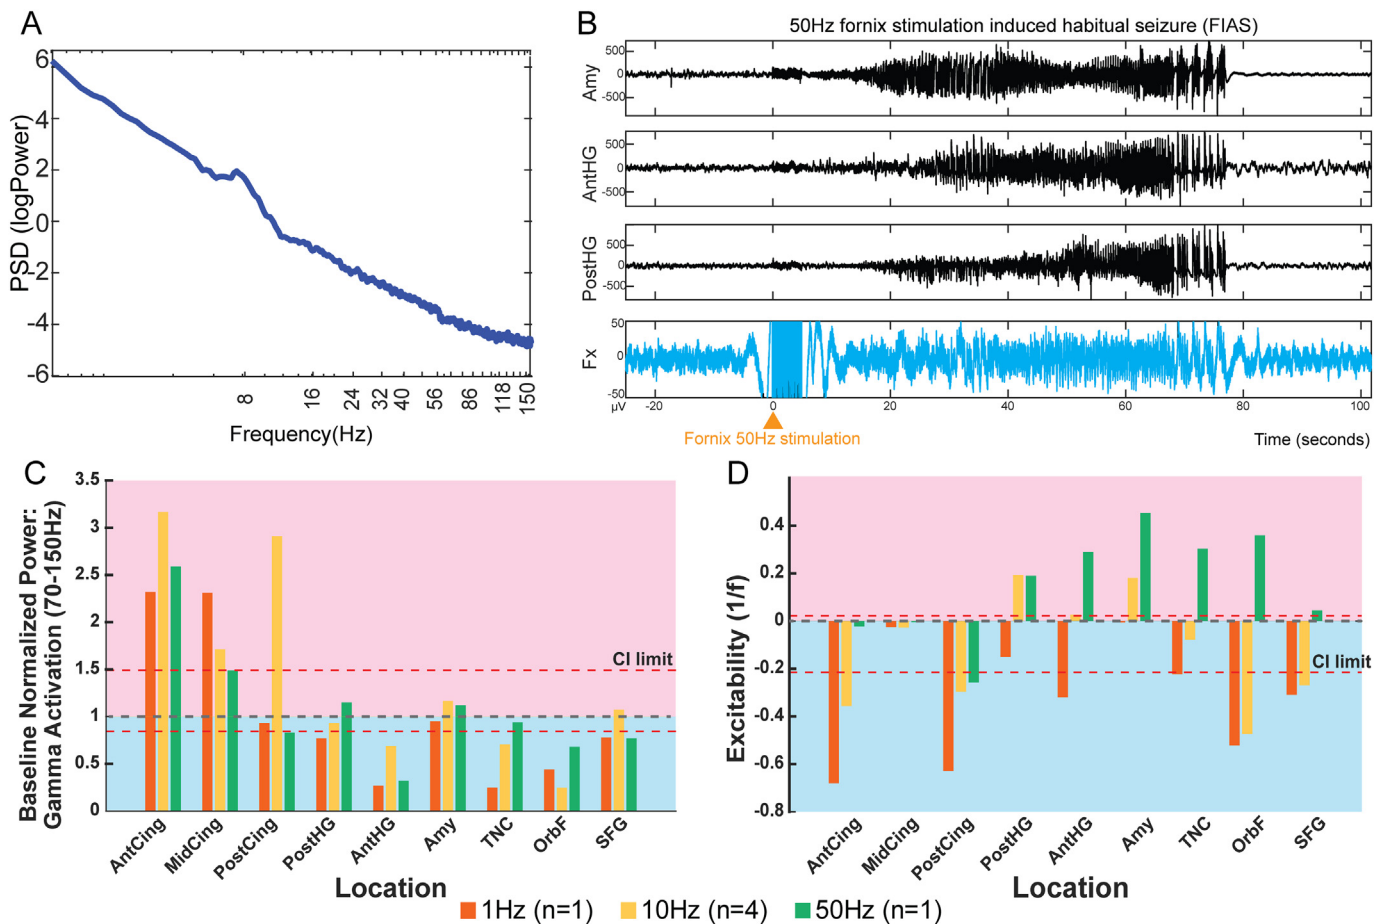 A
PSD (logPower)
6
4
2
0
-2
-4
-6
8
16
24
32
40
56
86
118
150
Frequency(Hz)
B
50Hz fornix stimulation induced habitual seizure (FIAS)
Amy
500
0
-500
AntHG
500
0
-500
PostHG
500
0
-500
Fx
50
0
-50
µV
-20
0
20
40
60
80
100
Fornix 50Hz stimulation
Time (seconds)
C
Baseline Normalized Power:
Gamma Activation (70-150Hz)
3.5
3
2.5
2
1.5
1
0.5
0
CI limit
AntCing
MidCing
PostCing
PostHG
AntHG
Amy
TNC
OrbF
SFG
Location
D
Excitability (1/f)
0.4
0.2
0
-0.2
-0.4
-0.6
-0.8
CI limit
AntCing
MidCing
PostCing
PostHG
AntHG
Amy
TNC
OrbF
SFG
Location
1Hz (n=1)
10Hz (n=4)
50Hz (n=1)